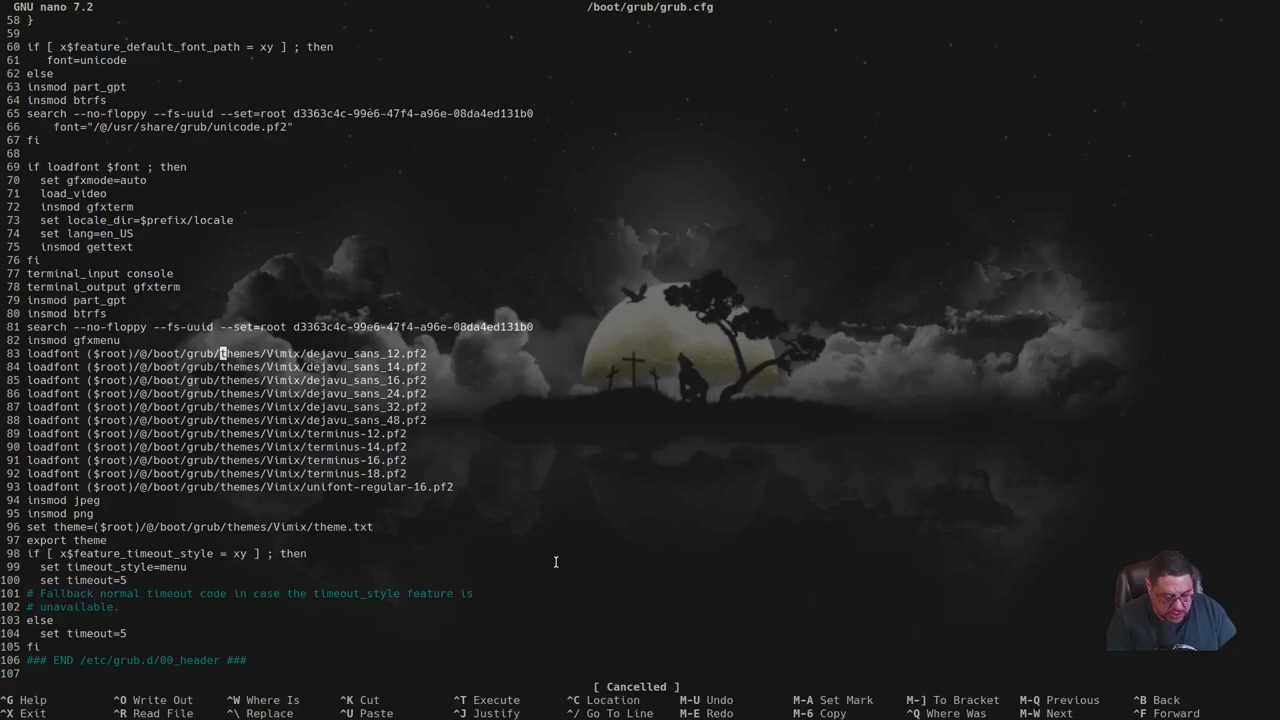 GNU nano 7.2 /boot/grub/grub.cfg
58 }
59
60 if [ x$feature_default_font_path = xy ] ; then
61    font=unicode
62 else
63 insmod part_gpt
64 insmod btrfs
65 search --no-floppy --fs-uuid --set=root d3363c4c-99e6-47f4-a96e-08da4ed131b0
66     font="/@/usr/share/grub/unicode.pf2"
67 fi
68
69 if loadfont $font ; then
70   set gfxmode=auto
71   load_video
72   insmod gfxterm
73   set locale_dir=$prefix/locale
74   set lang=en_US
75   insmod gettext
76 fi
77 terminal_input console
78 terminal_output gfxterm
79 insmod part_gpt
80 insmod btrfs
81 search --no-floppy --fs-uuid --set=root d3363c4c-99e6-47f4-a96e-08da4ed131b0
82 insmod gfxmenu
83 loadfont ($root)/@/boot/grub/themes/Vimix/dejavu_sans_12.pf2
84 loadfont ($root)/@/boot/grub/themes/Vimix/dejavu_sans_14.pf2
85 loadfont ($root)/@/boot/grub/themes/Vimix/dejavu_sans_16.pf2
86 loadfont ($root)/@/boot/grub/themes/Vimix/dejavu_sans_24.pf2
87 loadfont ($root)/@/boot/grub/themes/Vimix/dejavu_sans_32.pf2
88 loadfont ($root)/@/boot/grub/themes/Vimix/dejavu_sans_48.pf2
89 loadfont ($root)/@/boot/grub/themes/Vimix/terminus-12.pf2
90 loadfont ($root)/@/boot/grub/themes/Vimix/terminus-14.pf2
91 loadfont ($root)/@/boot/grub/themes/Vimix/terminus-16.pf2
92 loadfont ($root)/@/boot/grub/themes/Vimix/terminus-18.pf2
93 loadfont ($root)/@/boot/grub/themes/Vimix/unifont-regular-16.pf2
94 insmod jpeg
95 insmod png
96 set theme=($root)/@/boot/grub/themes/Vimix/theme.txt
97 export theme
98 if [ x$feature_timeout_style = xy ] ; then
99   set timeout_style=menu
100   set timeout=5
101 # Fallback normal timeout code in case the timeout_style feature is
102 # unavailable.
103 else
104   set timeout=5
105 fi
106 ### END /etc/grub.d/00_header ###
107
[ Cancelled ]
^G Help ^O Write Out ^W Where Is ^K Cut ^T Execute ^C Location M-U Undo M-A Set Mark M-] To Bracket M-Q Previous ^B Back
^X Exit ^R Read File ^\ Replace ^U Paste ^J Justify ^/ Go To Line M-E Redo M-6 Copy ^Q Where Was M-W Next ^F Forward